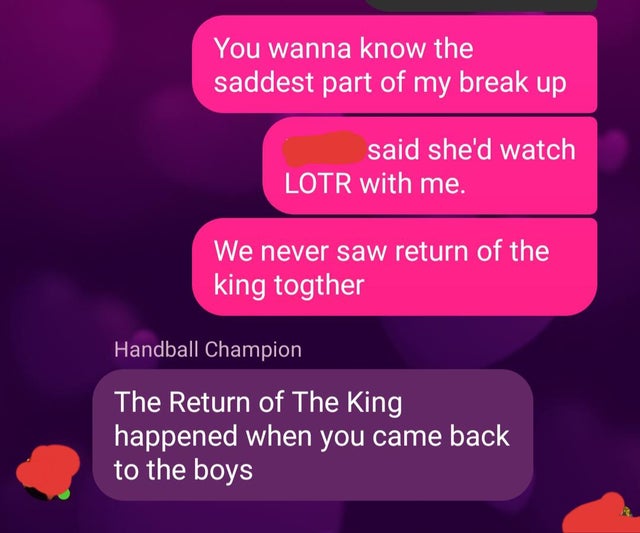 You wanna know the
saddest part of my break up
said she'd watch
LOTR with me.
We never saw return of the
king togther
Handball Champion
The Return of The King
happened when you came back
to the boys